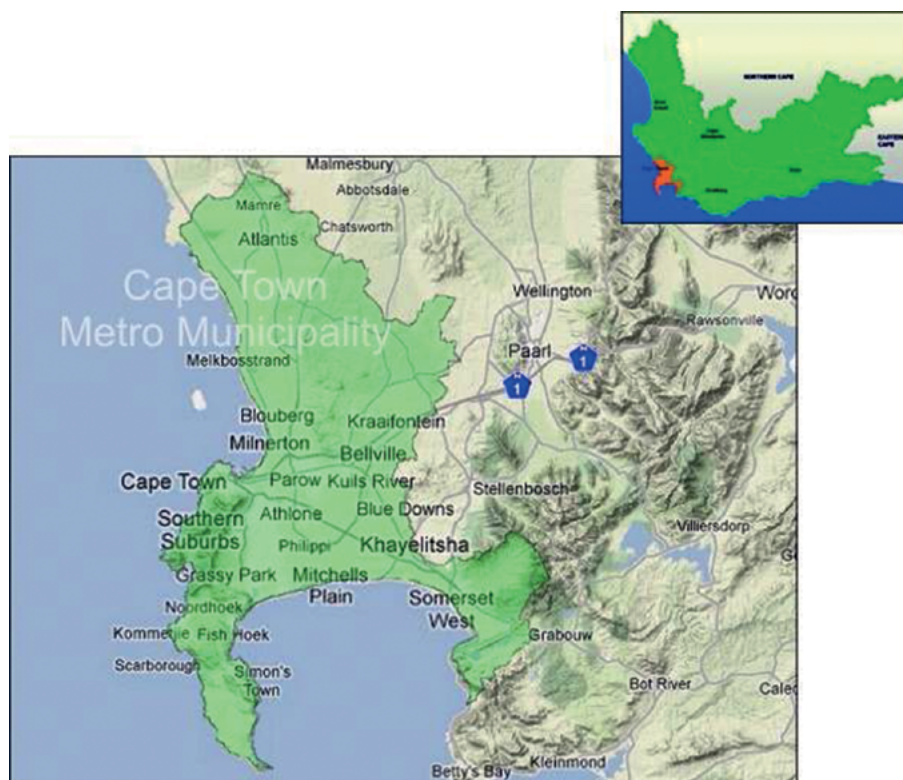 NORTHERN CAPE
EASTERN
CAPE
Malmesbury
Abbotsdale
Mamre
Chatsworth
Atlantis
Cape Town
Metro Municipality
Wellington
Worc
Rawsonville
Paarl
1
1
Melkbosstrand
Blouberg
Kraaifontein
Milnerton
Bellville
Cape Town
Parow
Kuils River
Stellenbosch
Southern
Suburbs
Athlone
Blue Downs
Villiersdorp
Philippi
Khayelitsha
Grassy Park
Mitchells
Plain
Somerset
West
Noordhoek
Kommetjie
Fish Hoek
Grabouw
Scarborough
Simon's
Town
Bot River
Caled
Kleinmond
Betty's Bay